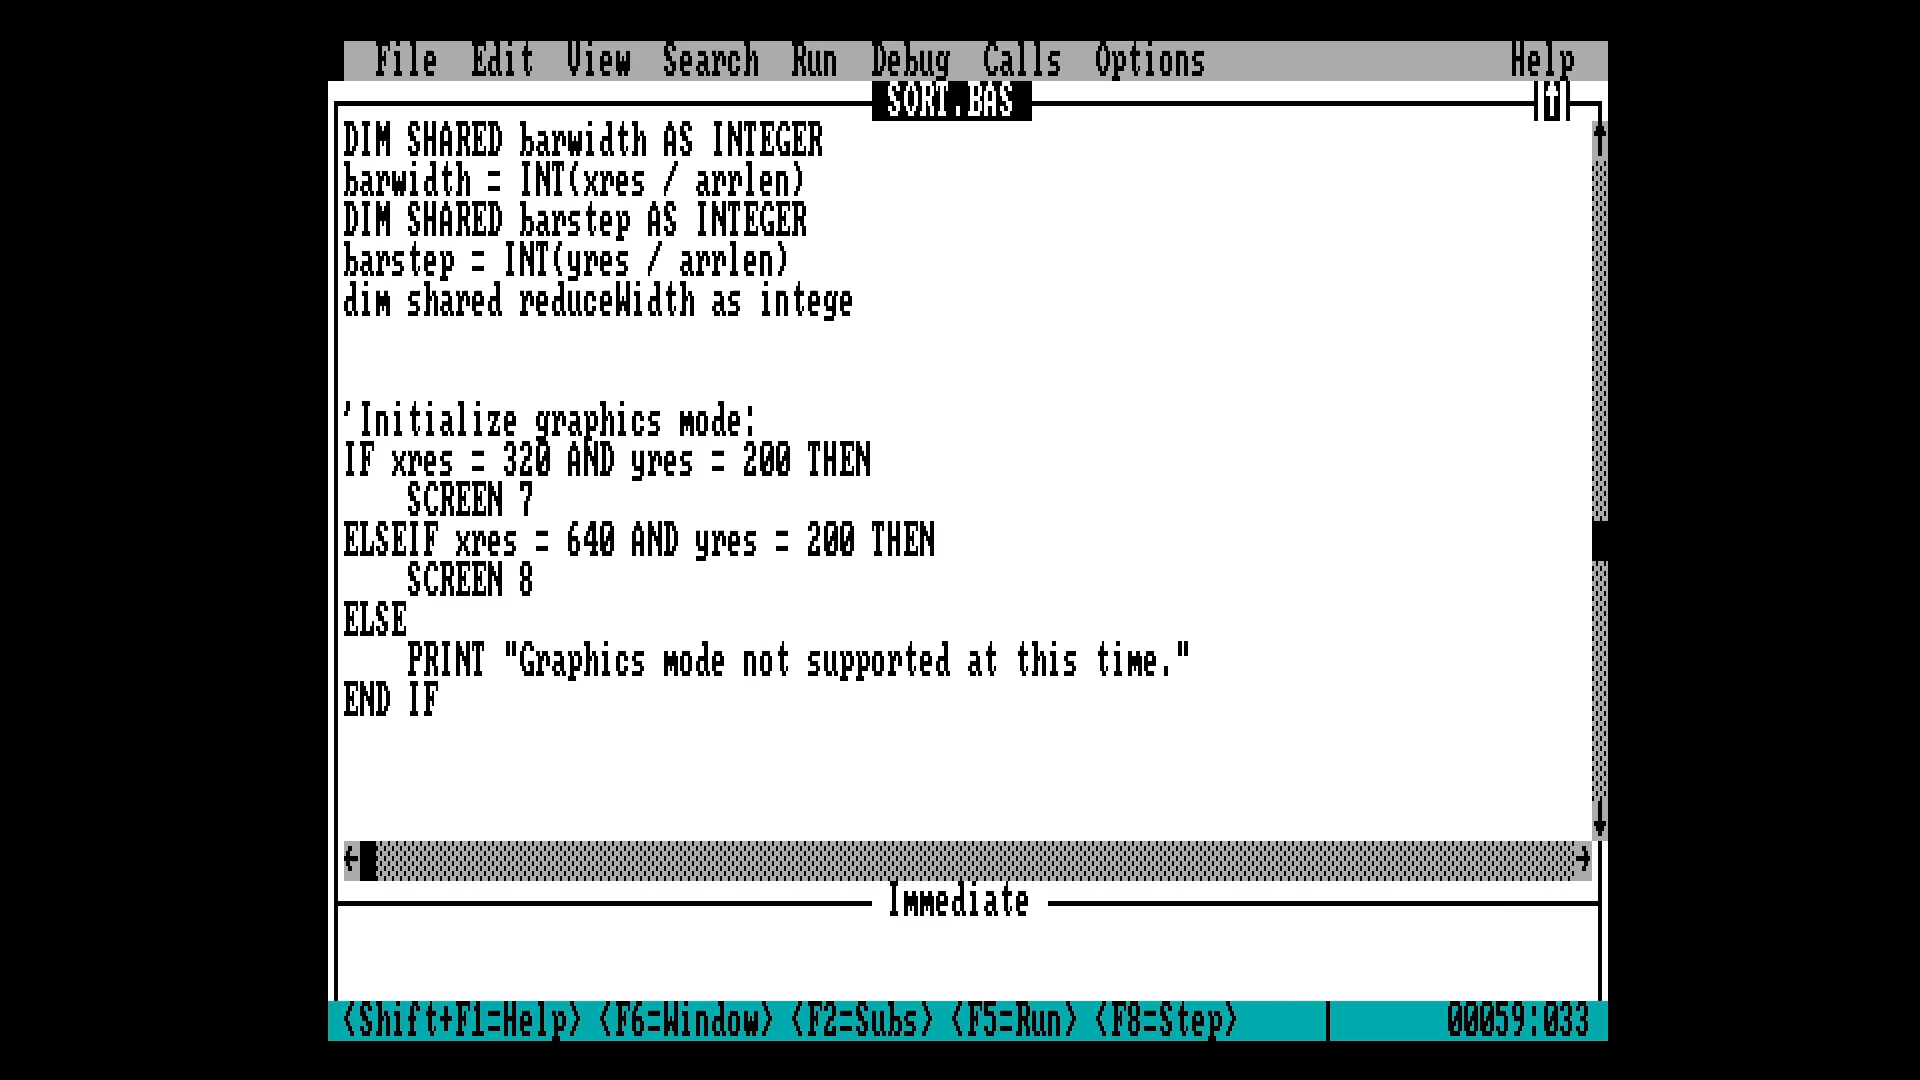 File Edit View Search Run Debug Calls Options Help
SORT.BAS
DIM SHARED barwidth AS INTEGER
barwidth = INT(xres / arrlen)
DIM SHARED barstep AS INTEGER
barstep = INT(yres / arrlen)
dim shared reduceWidth as intege
'Initialize graphics mode:
IF xres = 320 AND yres = 200 THEN
    SCREEN 7
ELSEIF xres = 640 AND yres = 200 THEN
    SCREEN 8
ELSE
    PRINT "Graphics mode not supported at this time."
END IF
Immediate
<Shift+F1=Help> <F6=Window> <F2=Subs> <F5=Run> <F8=Step> 00059:033